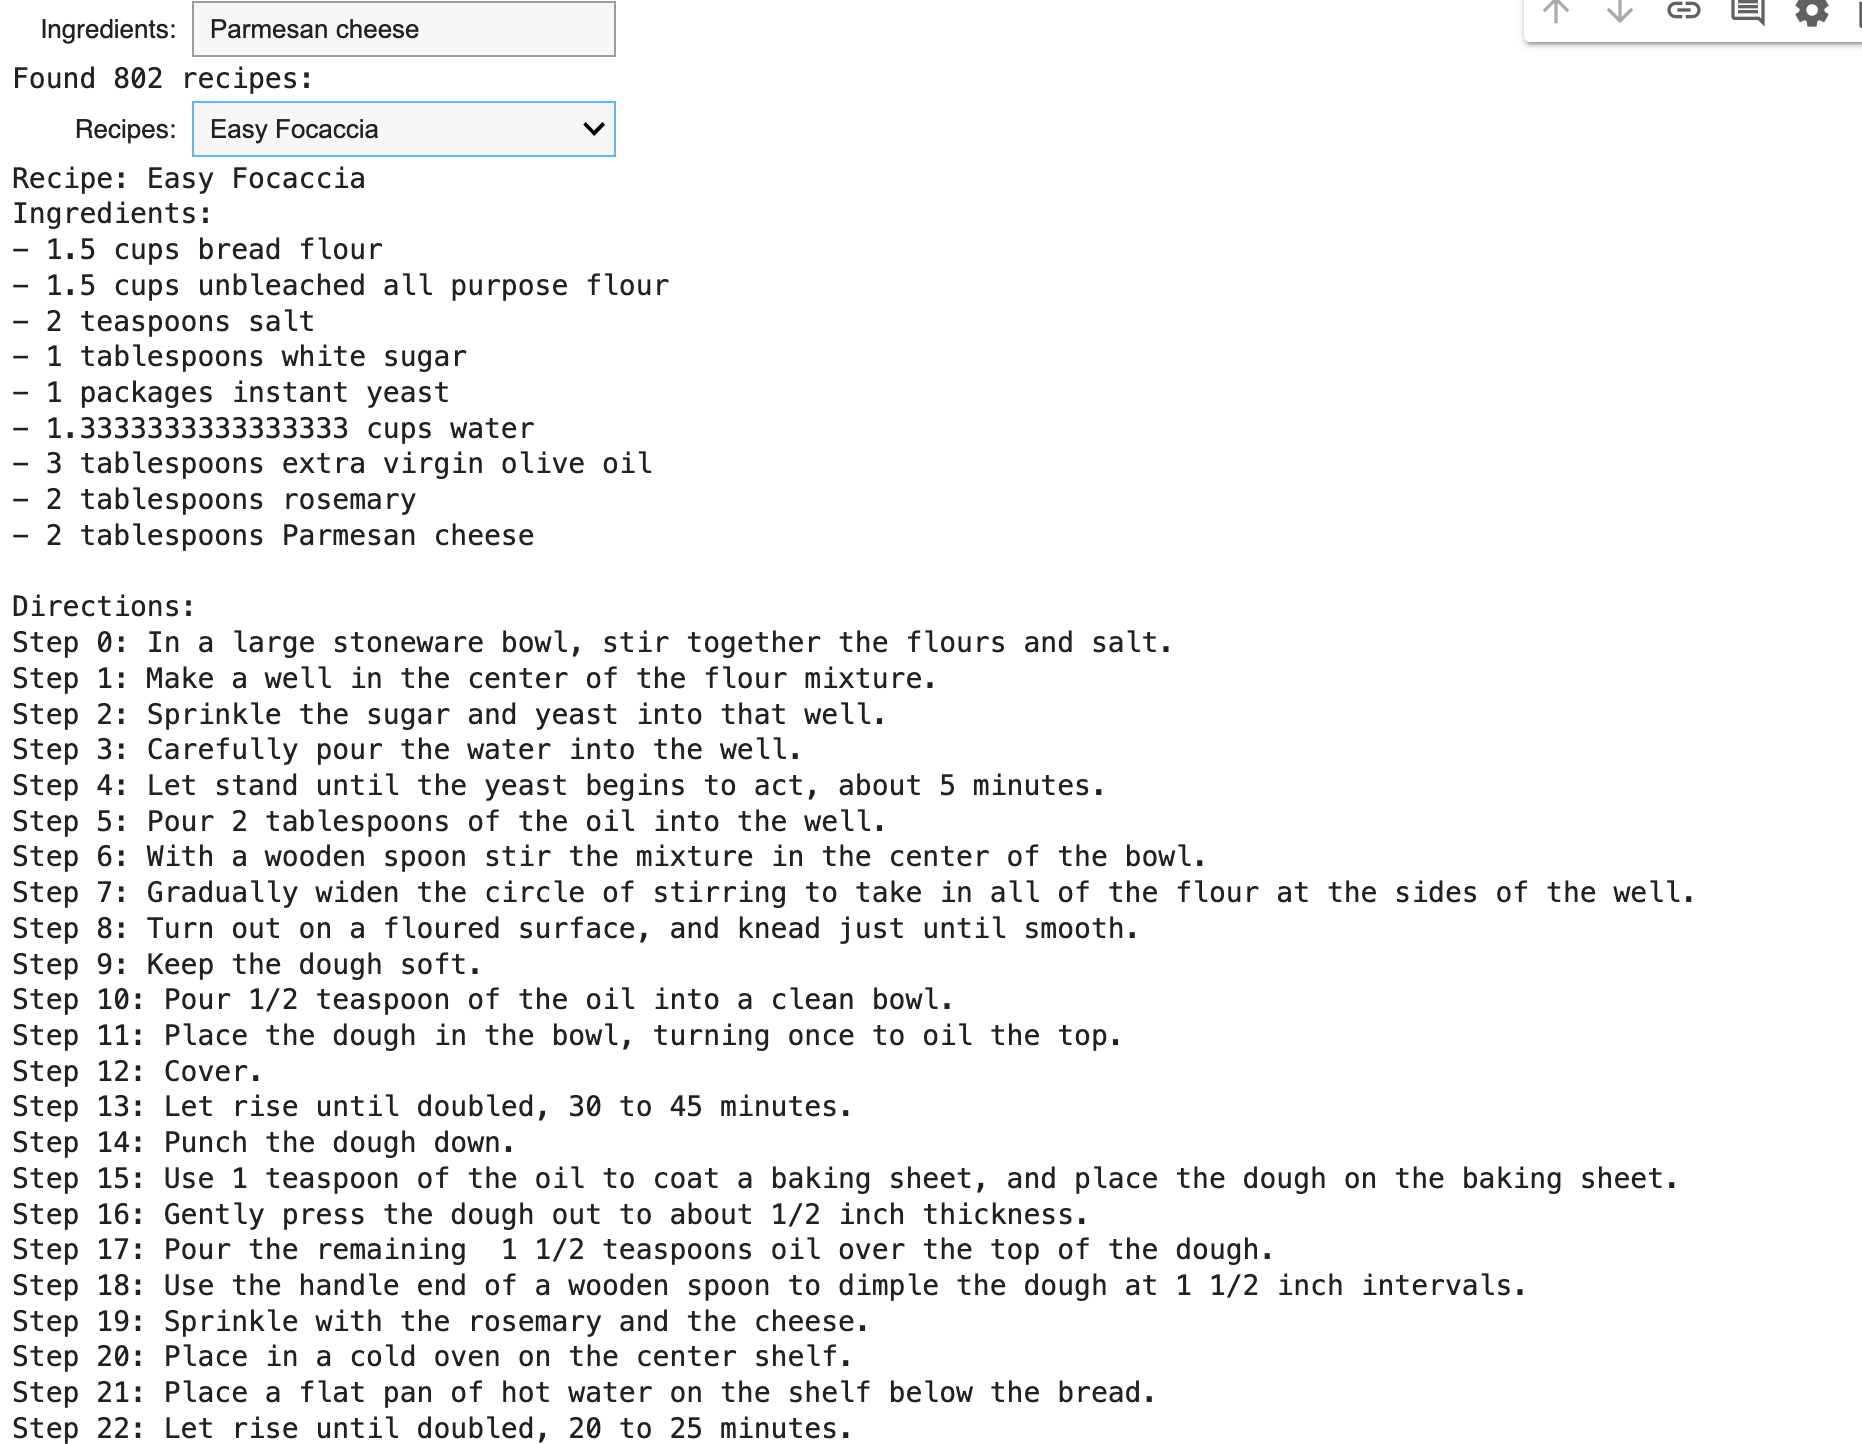 Ingredients: Parmesan cheese
Found 802 recipes:
Recipes: Easy Focaccia
Recipe: Easy Focaccia
Ingredients:
- 1.5 cups bread flour
- 1.5 cups unbleached all purpose flour
- 2 teaspoons salt
- 1 tablespoons white sugar
- 1 packages instant yeast
- 1.3333333333333333 cups water
- 3 tablespoons extra virgin olive oil
- 2 tablespoons rosemary
- 2 tablespoons Parmesan cheese
Directions:
Step 0: In a large stoneware bowl, stir together the flours and salt.
Step 1: Make a well in the center of the flour mixture.
Step 2: Sprinkle the sugar and yeast into that well.
Step 3: Carefully pour the water into the well.
Step 4: Let stand until the yeast begins to act, about 5 minutes.
Step 5: Pour 2 tablespoons of the oil into the well.
Step 6: With a wooden spoon stir the mixture in the center of the bowl.
Step 7: Gradually widen the circle of stirring to take in all of the flour at the sides of the well.
Step 8: Turn out on a floured surface, and knead just until smooth.
Step 9: Keep the dough soft.
Step 10: Pour 1/2 teaspoon of the oil into a clean bowl.
Step 11: Place the dough in the bowl, turning once to oil the top.
Step 12: Cover.
Step 13: Let rise until doubled, 30 to 45 minutes.
Step 14: Punch the dough down.
Step 15: Use 1 teaspoon of the oil to coat a baking sheet, and place the dough on the baking sheet.
Step 16: Gently press the dough out to about 1/2 inch thickness.
Step 17: Pour the remaining  1 1/2 teaspoons oil over the top of the dough.
Step 18: Use the handle end of a wooden spoon to dimple the dough at 1 1/2 inch intervals.
Step 19: Sprinkle with the rosemary and the cheese.
Step 20: Place in a cold oven on the center shelf.
Step 21: Place a flat pan of hot water on the shelf below the bread.
Step 22: Let rise until doubled, 20 to 25 minutes.